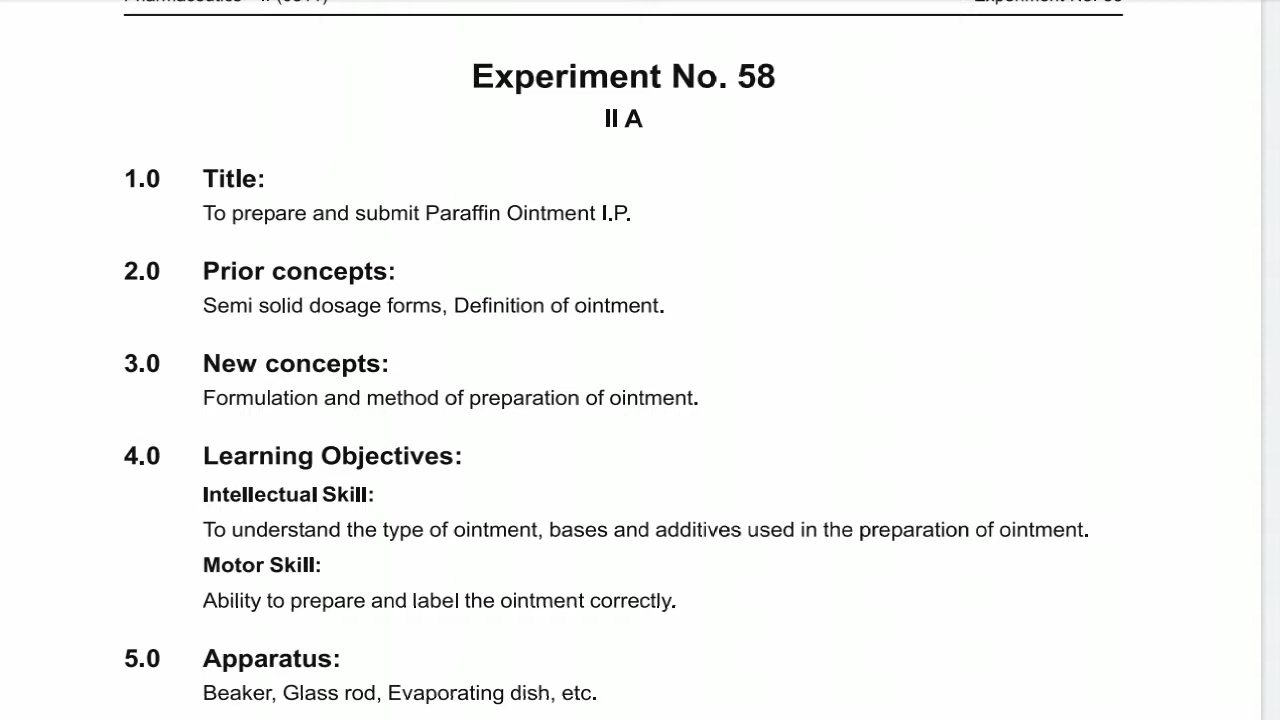 Experiment No. 58
II A
1.0 Title:
To prepare and submit Paraffin Ointment I.P.
2.0 Prior concepts:
Semi solid dosage forms, Definition of ointment.
3.0 New concepts:
Formulation and method of preparation of ointment.
4.0 Learning Objectives:
Intellectual Skill:
To understand the type of ointment, bases and additives used in the preparation of ointment.
Motor Skill:
Ability to prepare and label the ointment correctly.
5.0 Apparatus:
Beaker, Glass rod, Evaporating dish, etc.